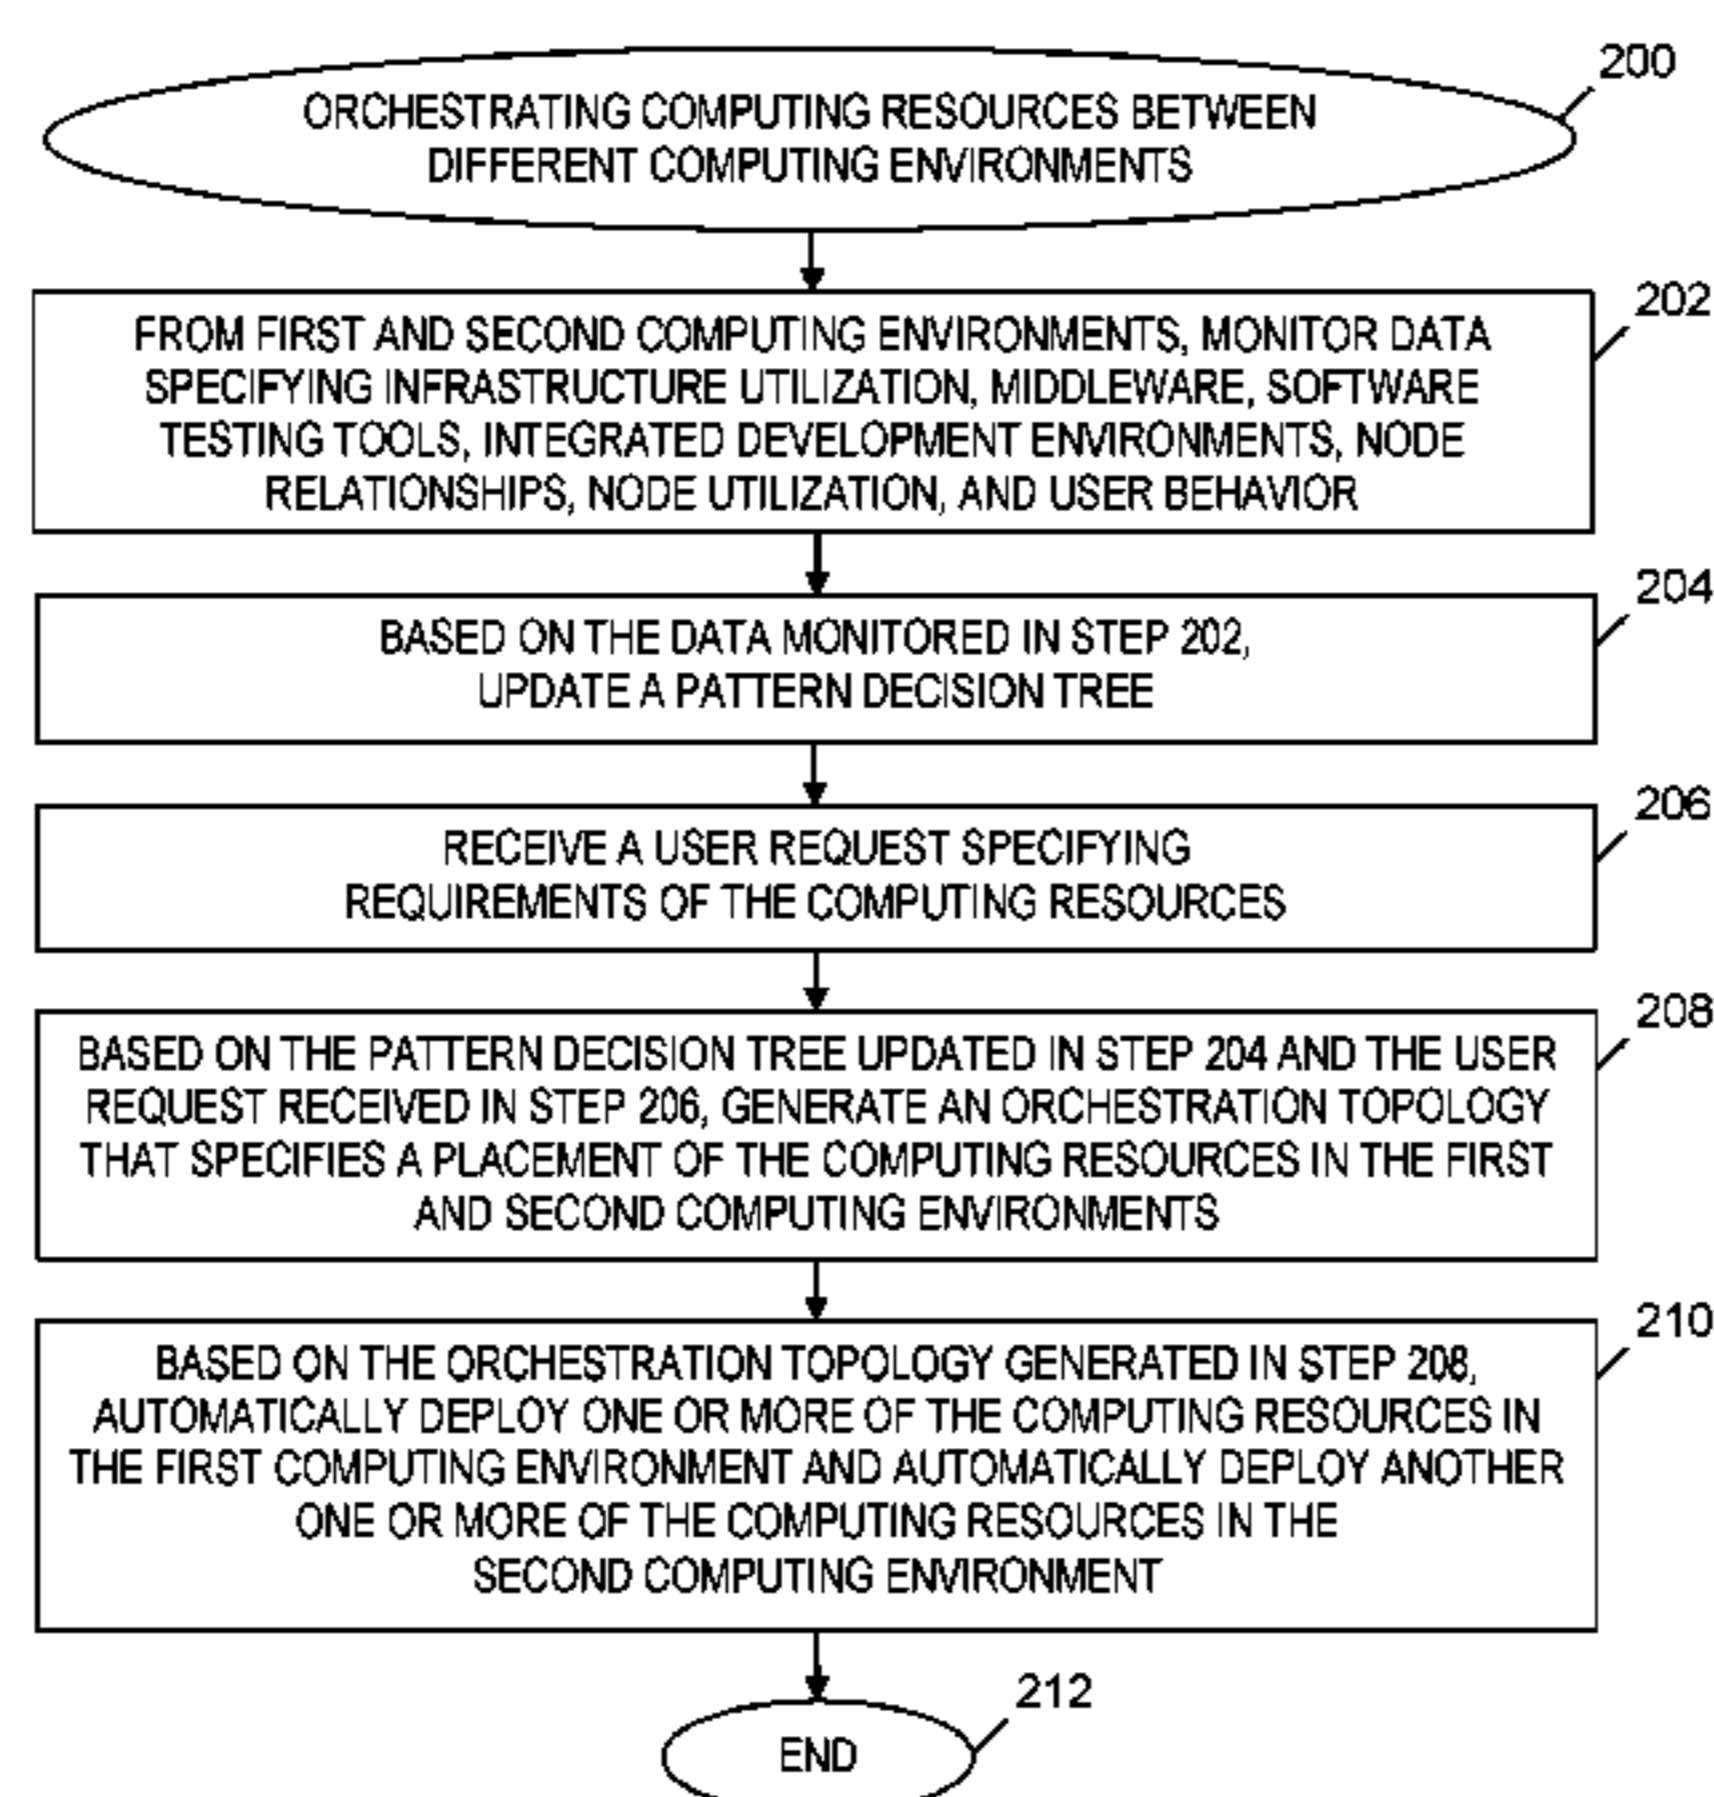 200
ORCHESTRATING COMPUTING RESOURCES BETWEEN
DIFFERENT COMPUTING ENVIRONMENTS
202
FROM FIRST AND SECOND COMPUTING ENVIRONMENTS, MONITOR DATA
SPECIFYING INFRASTRUCTURE UTILIZATION, MIDDLEWARE, SOFTWARE
TESTING TOOLS, INTEGRATED DEVELOPMENT ENVIRONMENTS, NODE
RELATIONSHIPS, NODE UTILIZATION, AND USER BEHAVIOR
204
BASED ON THE DATA MONITORED IN STEP 202,
UPDATE A PATTERN DECISION TREE
206
RECEIVE A USER REQUEST SPECIFYING
REQUIREMENTS OF THE COMPUTING RESOURCES
208
BASED ON THE PATTERN DECISION TREE UPDATED IN STEP 204 AND THE USER
REQUEST RECEIVED IN STEP 206, GENERATE AN ORCHESTRATION TOPOLOGY
THAT SPECIFIES A PLACEMENT OF THE COMPUTING RESOURCES IN THE FIRST
AND SECOND COMPUTING ENVIRONMENTS
210
BASED ON THE ORCHESTRATION TOPOLOGY GENERATED IN STEP 208,
AUTOMATICALLY DEPLOY ONE OR MORE OF THE COMPUTING RESOURCES IN
THE FIRST COMPUTING ENVIRONMENT AND AUTOMATICALLY DEPLOY ANOTHER
ONE OR MORE OF THE COMPUTING RESOURCES IN THE
SECOND COMPUTING ENVIRONMENT
212
END